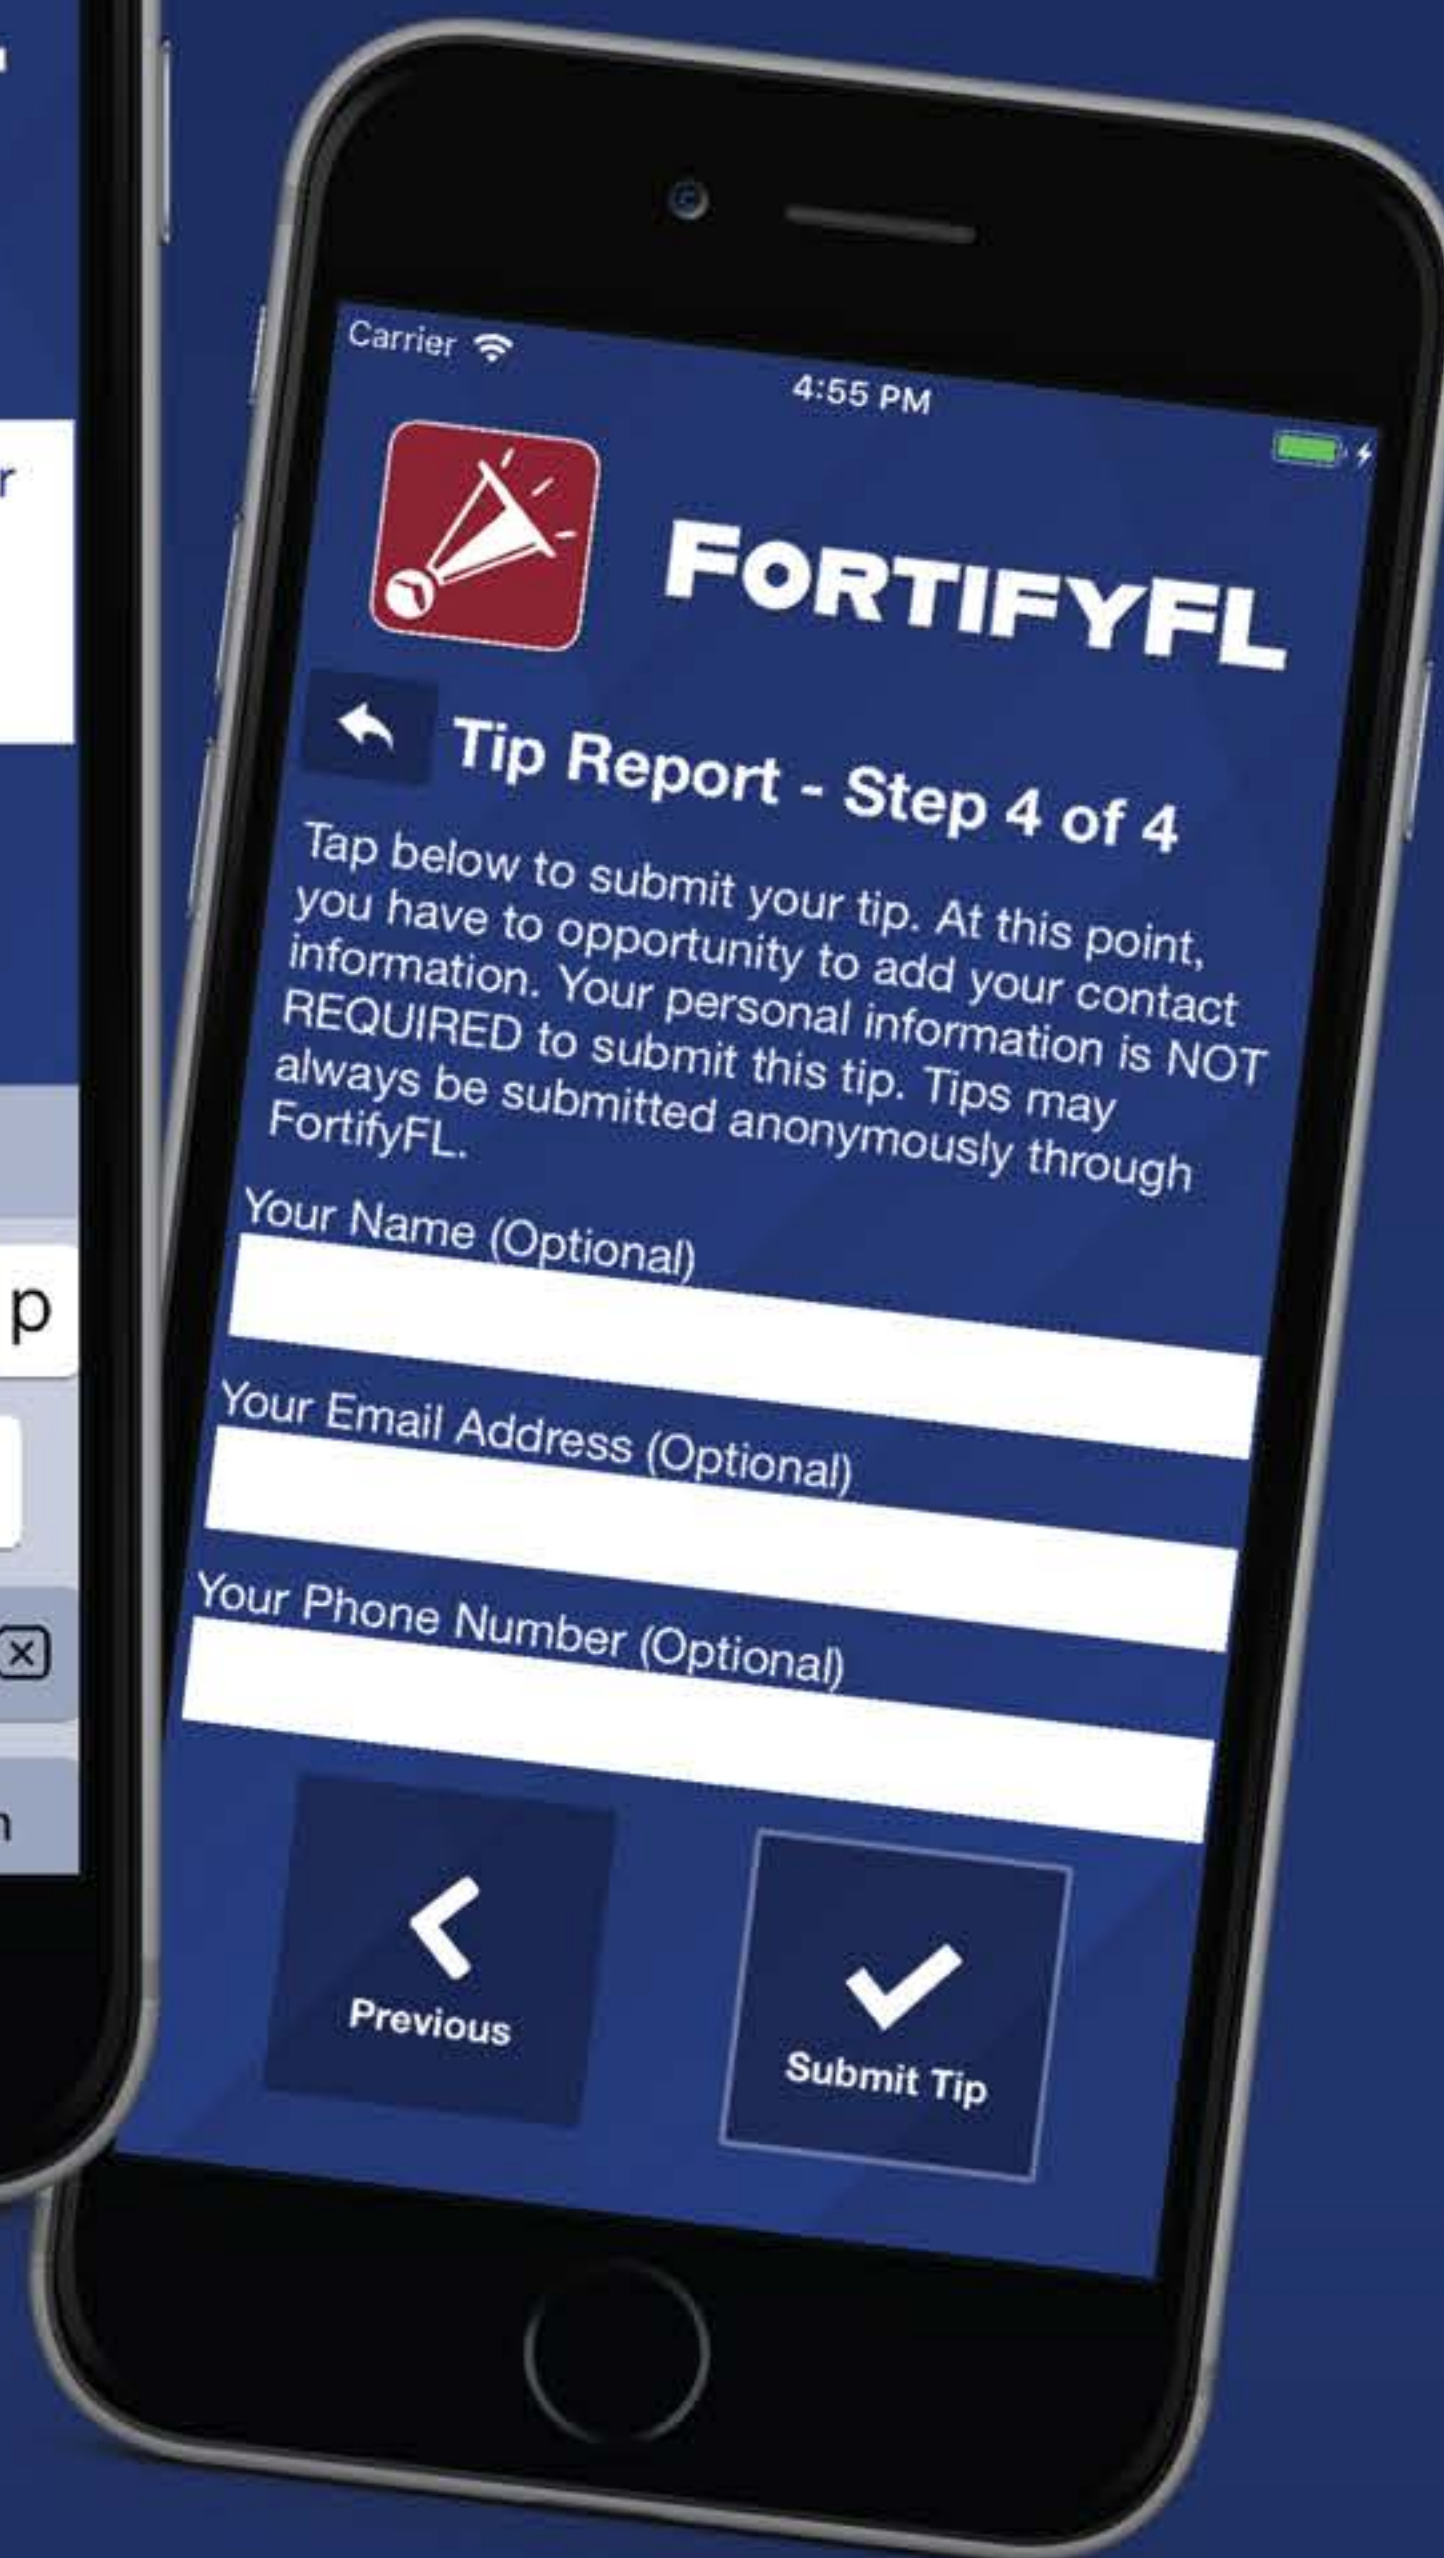 r
p
Carrier
4:55 PM
FORTIFYFL
Tip Report - Step 4 of 4
Tap below to submit your tip. At this point,
you have to opportunity to add your contact
information. Your personal information is NOT
REQUIRED to submit this tip. Tips may
always be submitted anonymously through
FortifyFL.
Your Name (Optional)
Your Email Address (Optional)
Your Phone Number (Optional)
Previous
Submit Tip